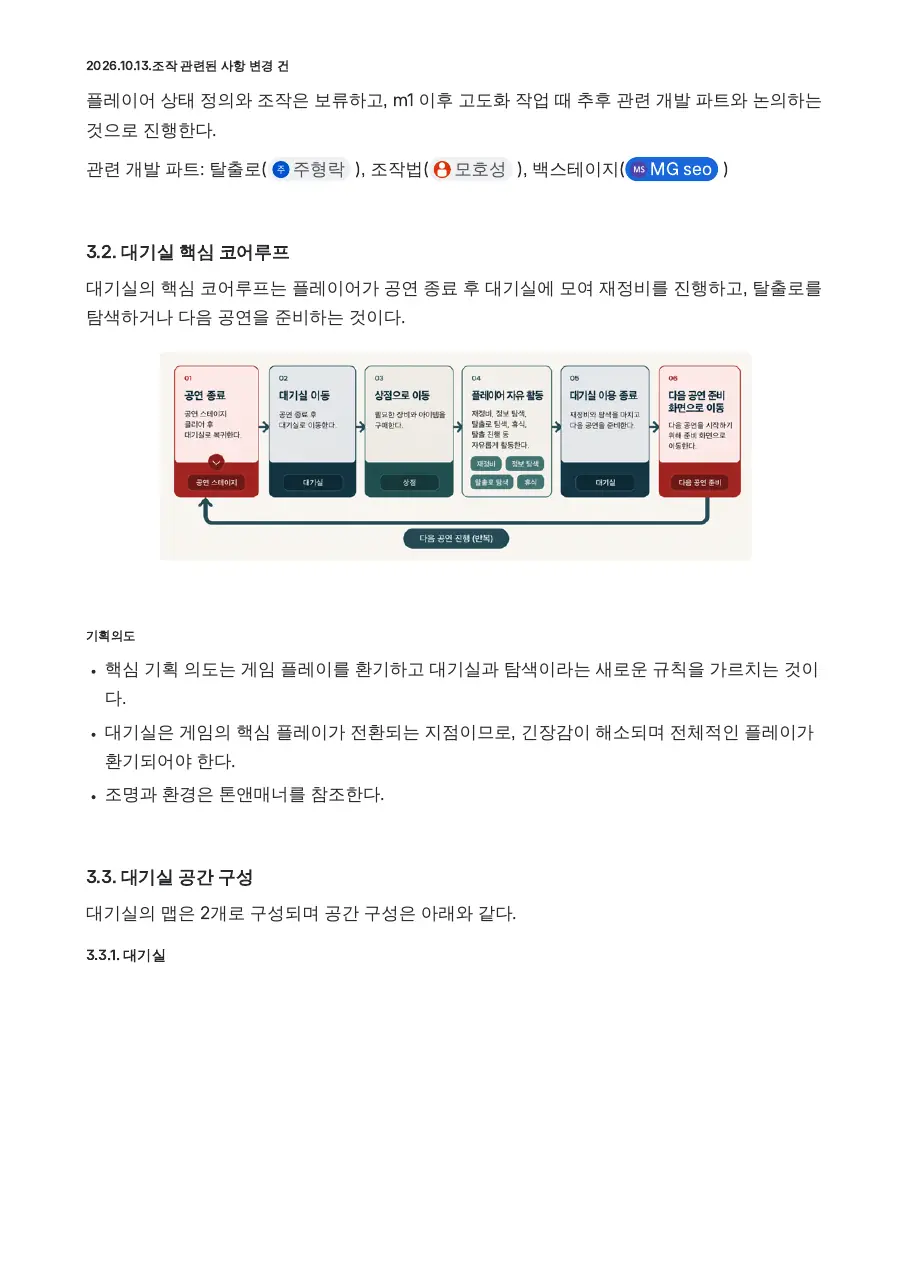 2026.10.13.조작 관련된 사항 변경 건
플레이어 상태 정의와 조작은 보류하고, m1 이후 고도화 작업 때 추후 관련 개발 파트와 논의하는
것으로 진행한다.
관련 개발 파트: 탈출로( 주 주형락 ), 조작법( 모호성 ), 백스테이지( MS MG seo )
3.2. 대기실 핵심 코어루프
대기실의 핵심 코어루프는 플레이어가 공연 종료 후 대기실에 모여 재정비를 진행하고, 탈출로를
탐색하거나 다음 공연을 준비하는 것이다.
01
공연 종료
공연 스테이지
클리어 후
대기실로 복귀한다.
공연 스테이지
02
대기실 이동
공연 종료 후
대기실로 이동한다.
대기실
03
상점으로 이동
필요한 장비와 아이템을
구매한다.
상점
04
플레이어 자유 활동
재정비, 정보 탐색,
탈출로 탐색, 휴식,
탈출 진행 등
자유롭게 활동한다.
재정비
정보 탐색
탈출로 탐색
휴식
05
대기실 이용 종료
재정비와 탐색을 마치고
다음 공연을 준비한다.
대기실
06
다음 공연 준비
화면으로 이동
다음 공연을 시작하기
위해 준비 화면으로
이동한다.
다음 공연 준비
다음 공연 진행 (반복)
기획의도
• 핵심 기획 의도는 게임 플레이를 환기하고 대기실과 탐색이라는 새로운 규칙을 가르치는 것이
다.
• 대기실은 게임의 핵심 플레이가 전환되는 지점이므로, 긴장감이 해소되며 전체적인 플레이가
환기되어야 한다.
• 조명과 환경은 톤앤매너를 참조한다.
3.3. 대기실 공간 구성
대기실의 맵은 2개로 구성되며 공간 구성은 아래와 같다.
3.3.1. 대기실